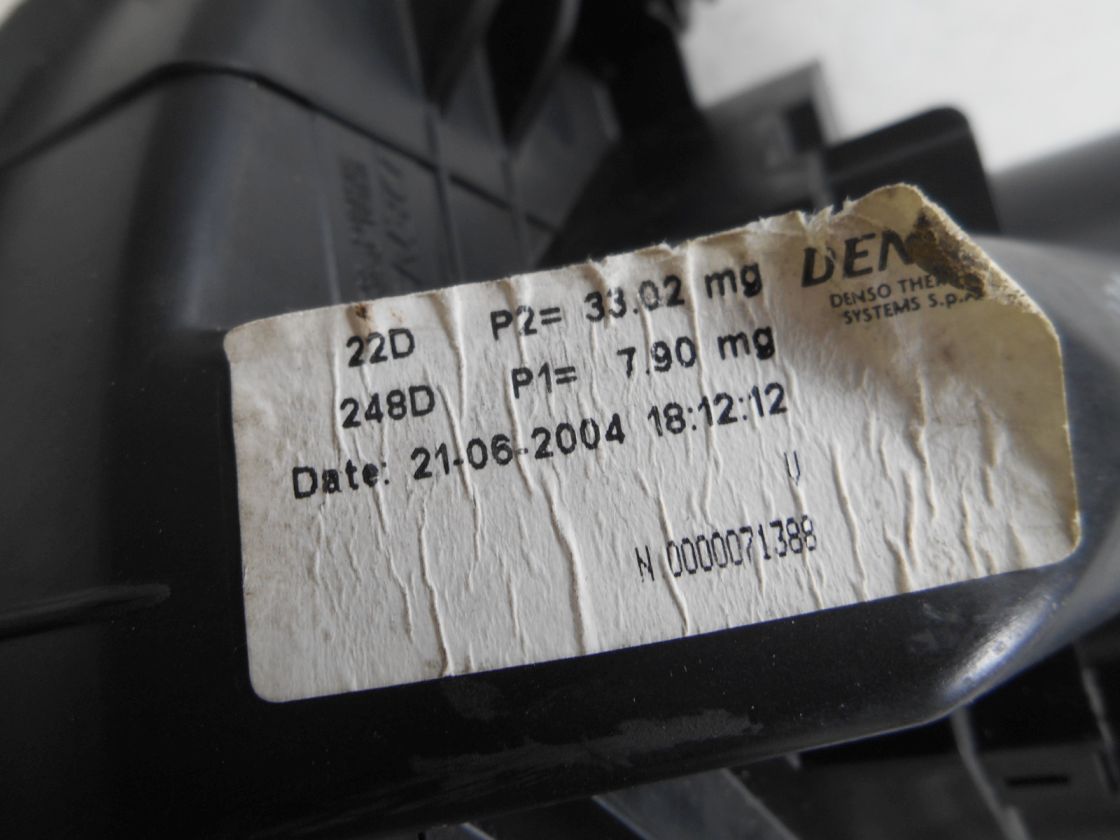 DEN
DENSO THE
SYSTEMS S.p.A
22D P2= 33.02 mg
248D P1= 7.90 mg
Date: 21-06-2004 18:12:12
V
N 0000071388